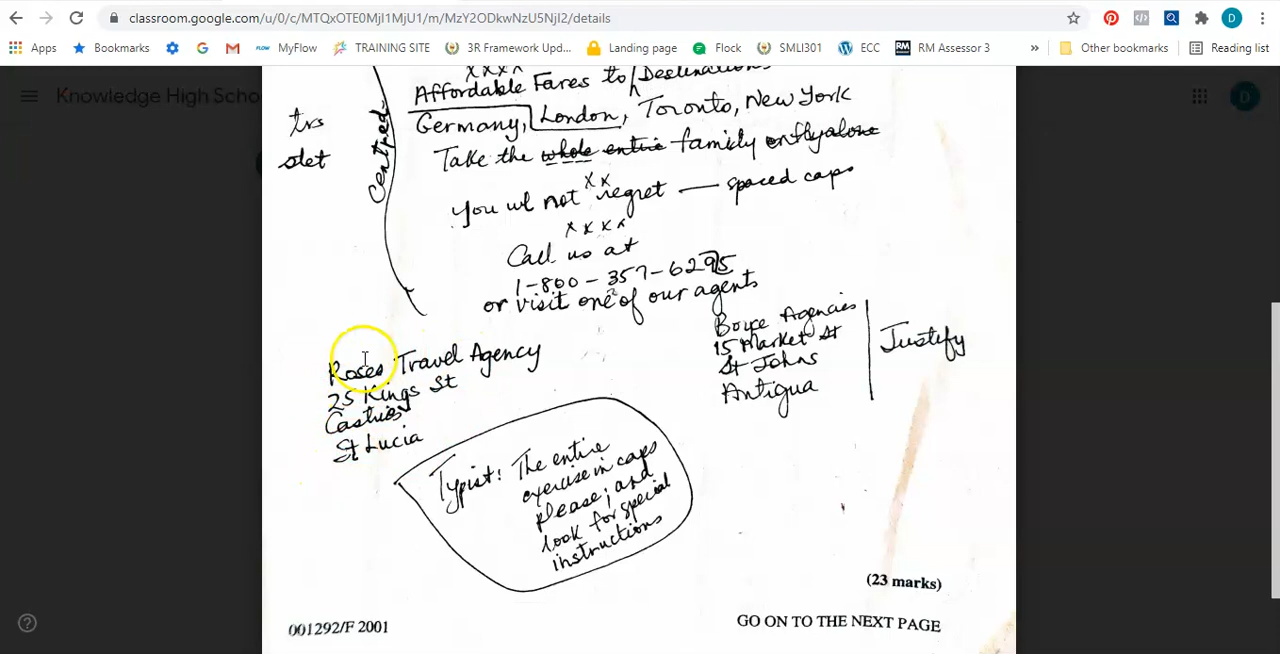 classroom.google.com/u/0/c/MTQxOTE0MjI1MjU1/m/MzY2ODkwNzU5NjI2/details
D
Apps Bookmarks MyFlow TRAINING SITE 3R Framework Upd... Landing page Flock SMLI301 ECC RM Assessor 3 » Other bookmarks Reading list
Knowledge High Schoo
D
x x x x
Affordable Fares to Destinations
trs Germany, London, Toronto, New York
stet Centred Take the whole entire family or fly alone
x x
You wl not regret — spaced caps
x x x x
Call us at
1-800-357-6295
or visit one of our agents
Roses Travel Agency
25 Kings St
Castries
St Lucia
Boyce Agencies
15 Market St
St Johns
Antigua
Justify
Typist: The entire
exercise in caps
please; and
look for special
instructions
(23 marks)
001292/F 2001 GO ON TO THE NEXT PAGE